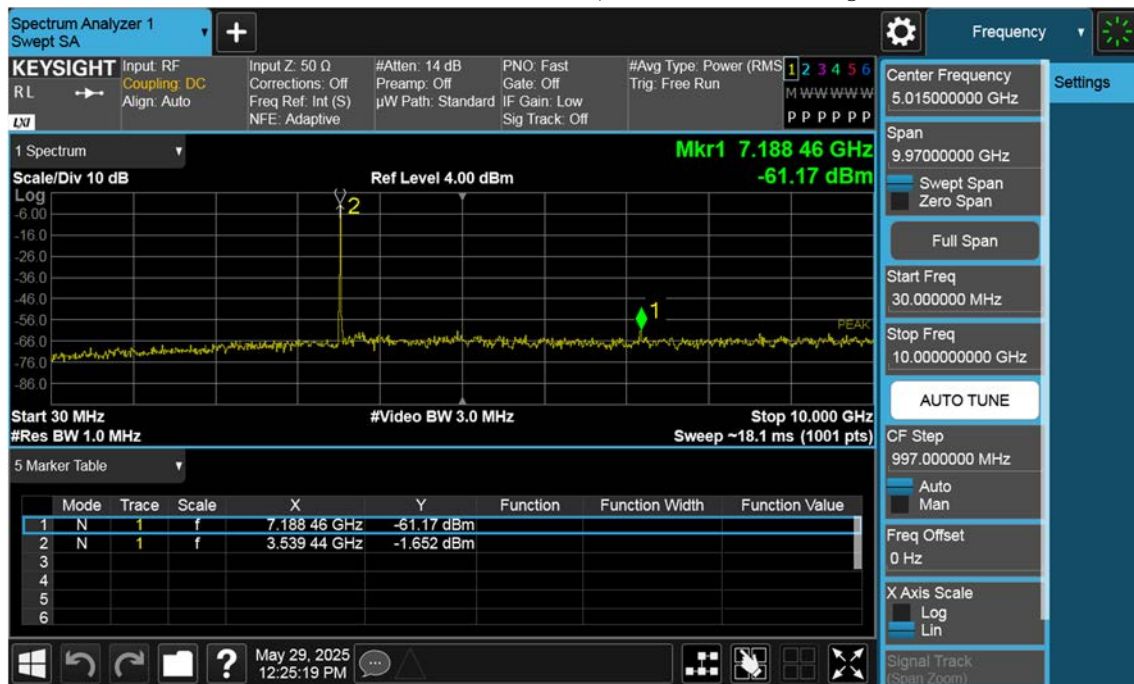 Spectrum Analyzer 1
Swept SA
+
Frequency
KEYSIGHT
RL
LXI
Input: RF
Coupling: DC
Align: Auto
Input Z: 50 Ω
Corrections: Off
Freq Ref: Int (S)
NFE: Adaptive
#Atten: 14 dB
Preamp: Off
µW Path: Standard
PNO: Fast
Gate: Off
IF Gain: Low
Sig Track: Off
#Avg Type: Power (RMS
Trig: Free Run
1 2 3 4 5 6
M W W W W W
P P P P P P
1 Spectrum
Mkr1 7.188 46 GHz
Scale/Div 10 dB
Ref Level 4.00 dBm
-61.17 dBm
Log
2
-6.00
-16.0
-26.0
-36.0
-46.0
1
-56.0
PEAK
-66.0
-76.0
-86.0
Start 30 MHz
#Video BW 3.0 MHz
Stop 10.000 GHz
#Res BW 1.0 MHz
Sweep ~18.1 ms (1001 pts)
5 Marker Table
Mode Trace Scale X Y Function Function Width Function Value
1 N 1 f 7.188 46 GHz -61.17 dBm
2 N 1 f 3.539 44 GHz -1.652 dBm
3
4
5
6
?
May 29, 2025
12:25:19 PM
Center Frequency
5.015000000 GHz
Settings
Span
9.97000000 GHz
Swept Span
Zero Span
Full Span
Start Freq
30.000000 MHz
Stop Freq
10.000000000 GHz
AUTO TUNE
CF Step
997.000000 MHz
Auto
Man
Freq Offset
0 Hz
X Axis Scale
Log
Lin
Signal Track
(Span Zoom)